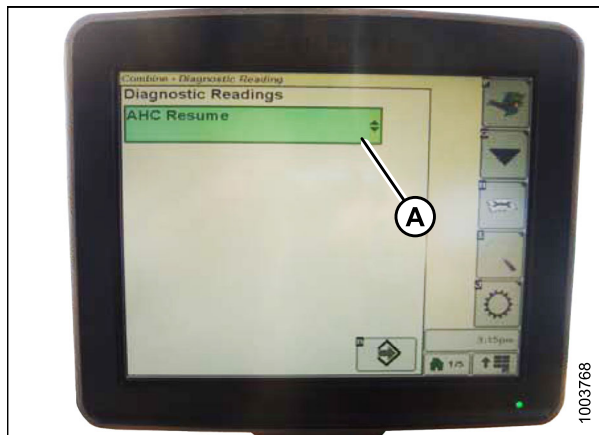 Combine - Diagnostic Reading
Diagnostic Readings
AHC Resume
A
3:15pm
1/5
1003768